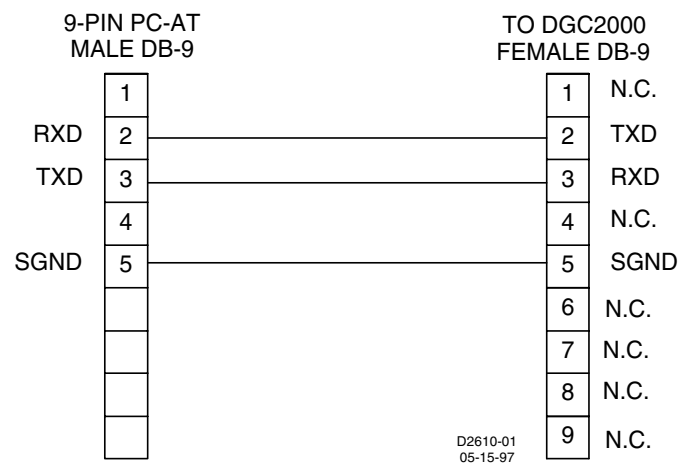 9-PIN PC-AT
MALE DB-9
TO DGC2000
FEMALE DB-9
1 1 N.C.
RXD 2 2 TXD
TXD 3 3 RXD
4 4 N.C.
SGND 5 5 SGND
6 N.C.
7 N.C.
8 N.C.
9 N.C.
D2610-01
05-15-97